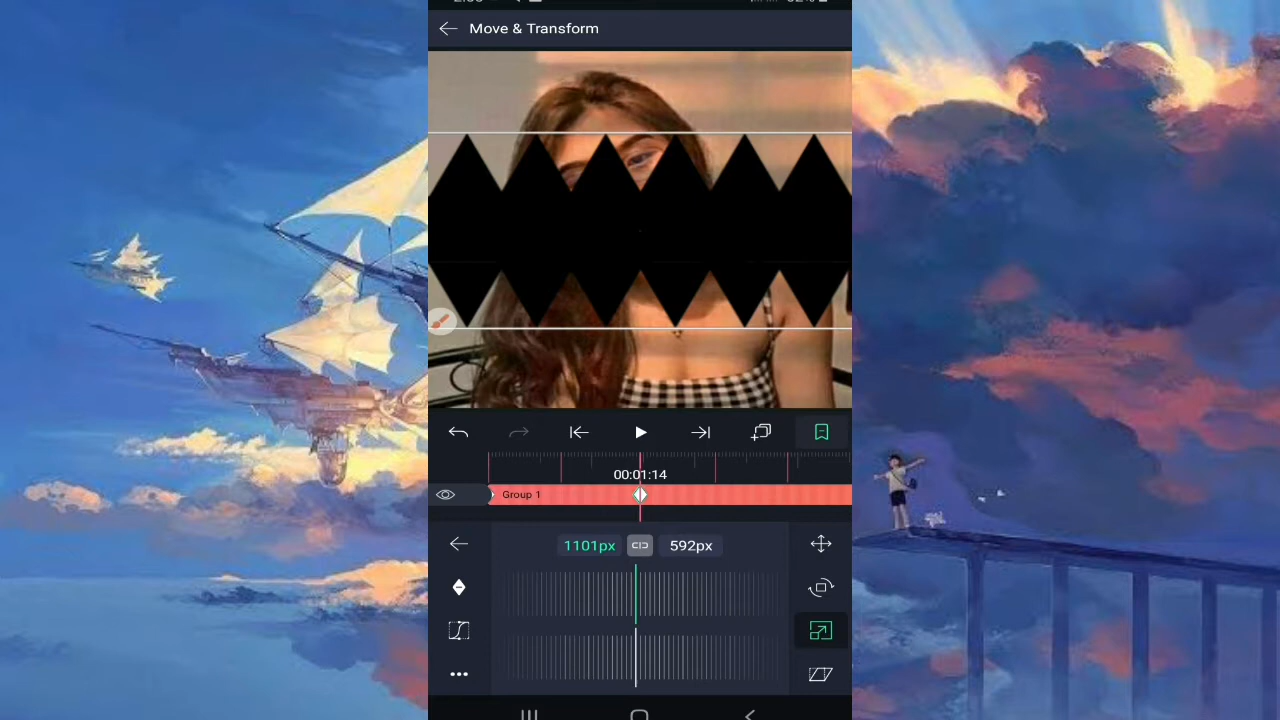 Move & Transform
00:01:14
Group 1
1101px
592px